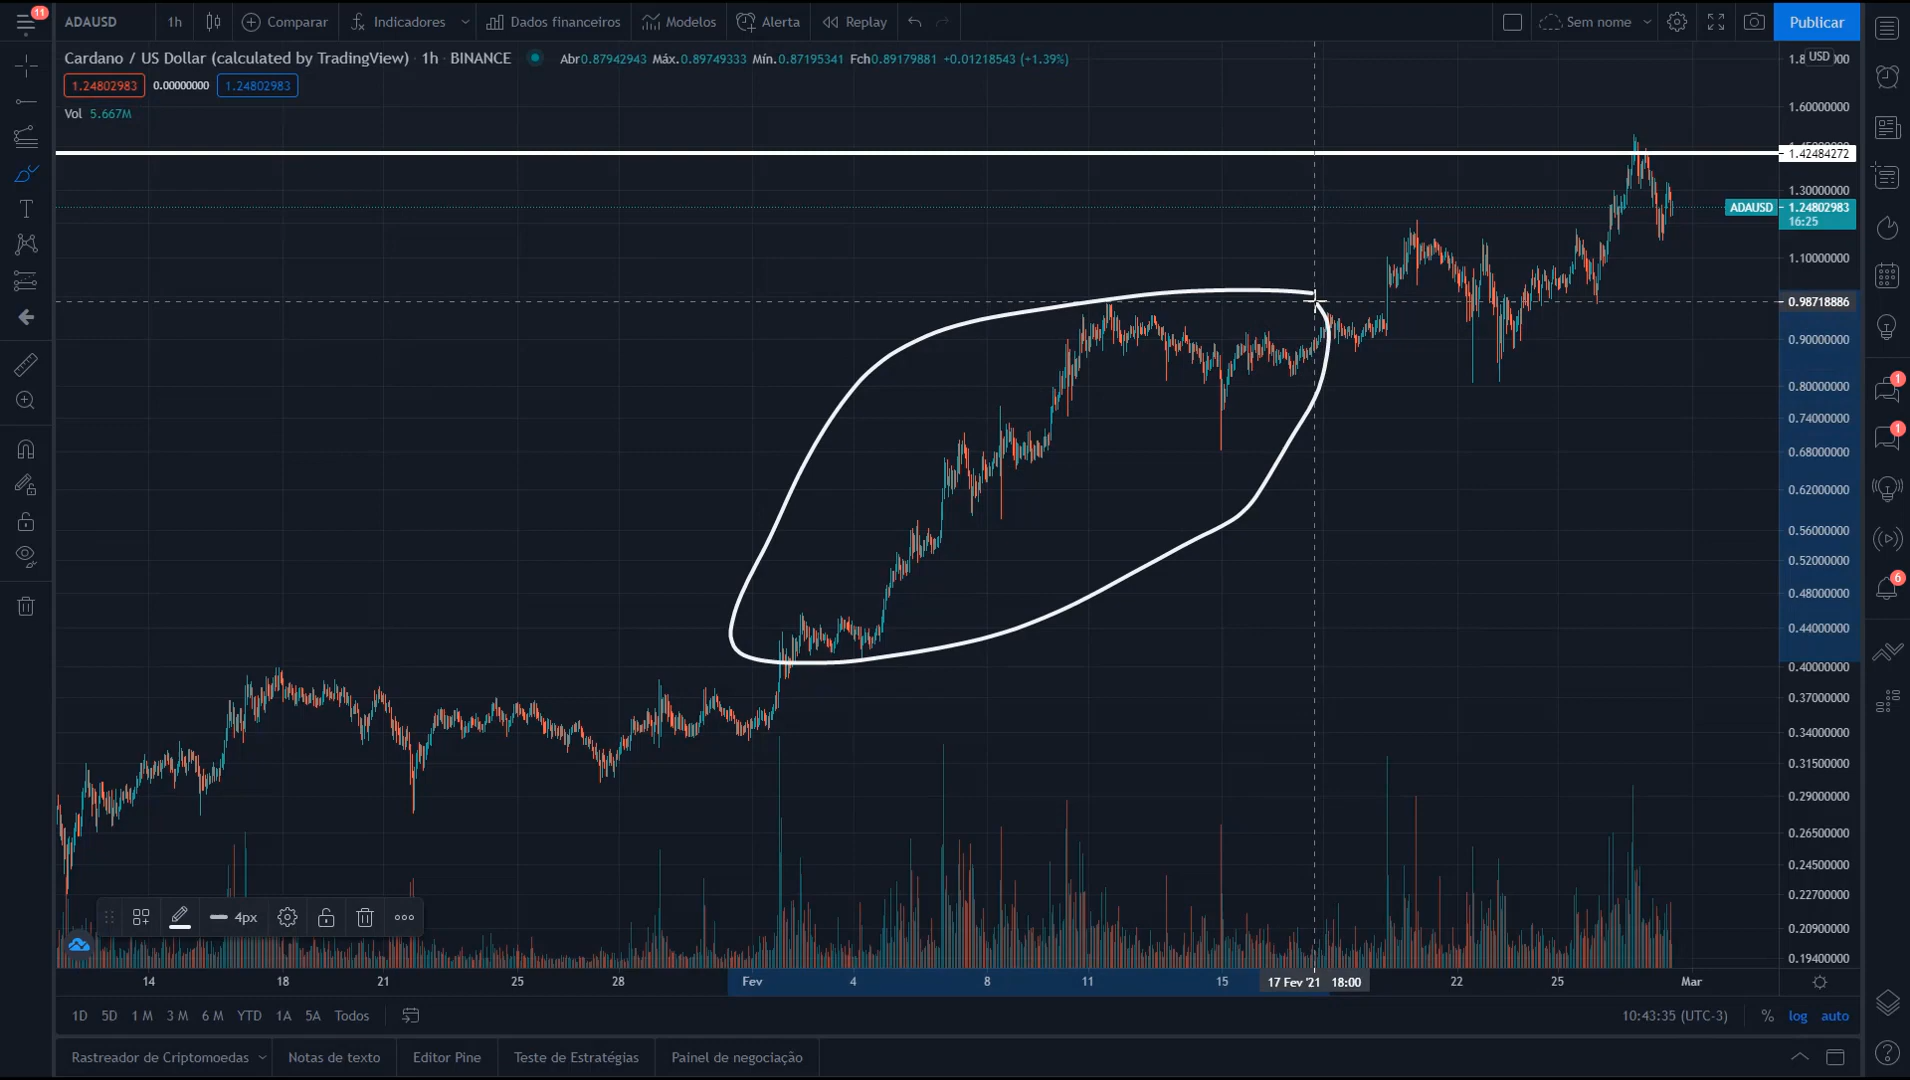 11 ADAUSD 1h Comparar Indicadores Dados financeiros Modelos Alerta Replay Sem nome Publicar
Cardano / US Dollar (calculated by TradingView) · 1h · BINANCE Abr0.87942943 Máx.0.89749333 Mín.0.87195341 Fch0.89179881 +0.01218543 (+1.39%)
1.24802983 0.00000000 1.24802983
Vol 5.667M
USD
1.60000000
1.42484272
1.30000000
ADAUSD 1.24802983
16:25
1.10000000
0.98718886
0.90000000
0.80000000
0.74000000
0.68000000
0.62000000
0.56000000
0.52000000
0.48000000
0.44000000
0.40000000
0.37000000
0.34000000
0.31500000
0.29000000
0.26500000
0.24500000
0.22700000
0.20900000
0.19400000
1
1
6
4px
14 18 21 25 28 Fev 4 8 11 15 17 Fev '21 18:00 22 25 Mar
1D 5D 1 M 3 M 6 M YTD 1A 5A Todos 10:43:35 (UTC-3) % log auto
Rastreador de Criptomoedas Notas de texto Editor Pine Teste de Estratégias Painel de negociação